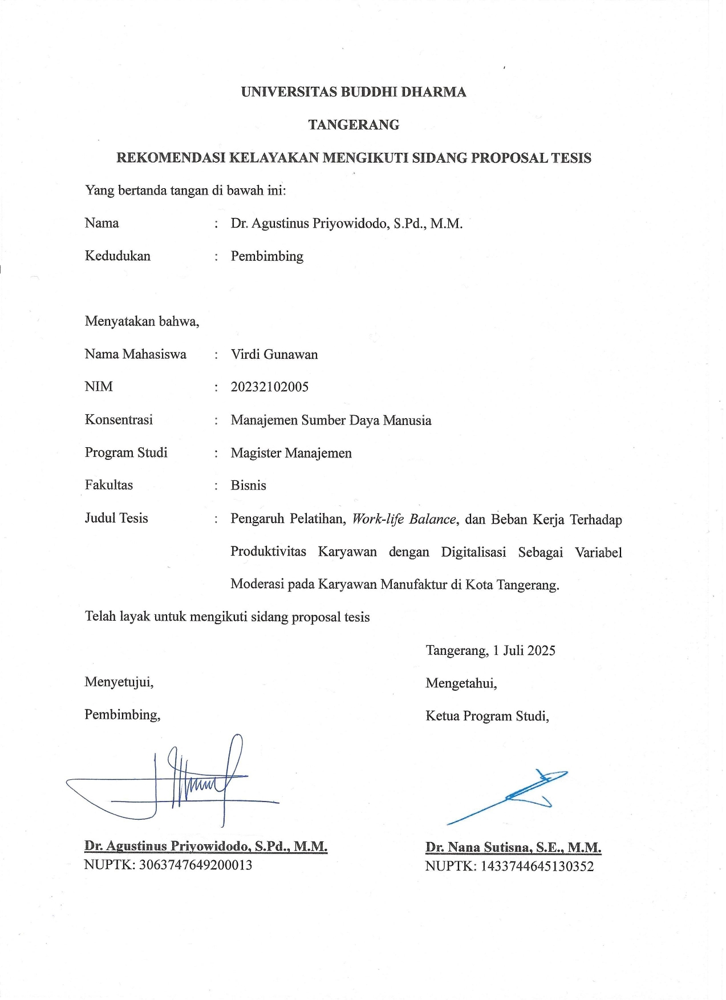 UNIVERSITAS BUDDHI DHARMA
TANGERANG
REKOMENDASI KELAYAKAN MENGIKUTI SIDANG PROPOSAL TESIS
Yang bertanda tangan di bawah ini:
Nama : Dr. Agustinus Priyowidodo, S.Pd., M.M.
Kedudukan : Pembimbing
Menyatakan bahwa,
Nama Mahasiswa : Virdi Gunawan
NIM : 20232102005
Konsentrasi : Manajemen Sumber Daya Manusia
Program Studi : Magister Manajemen
Fakultas : Bisnis
Judul Tesis : Pengaruh Pelatihan, Work-life Balance, dan Beban Kerja Terhadap
Produktivitas Karyawan dengan Digitalisasi Sebagai Variabel
Moderasi pada Karyawan Manufaktur di Kota Tangerang.
Telah layak untuk mengikuti sidang proposal tesis
Tangerang, 1 Juli 2025
Menyetujui, Mengetahui,
Pembimbing, Ketua Program Studi,
Dr. Agustinus Priyowidodo, S.Pd., M.M. Dr. Nana Sutisna, S.E., M.M.
NUPTK: 3063747649200013 NUPTK: 1433744645130352